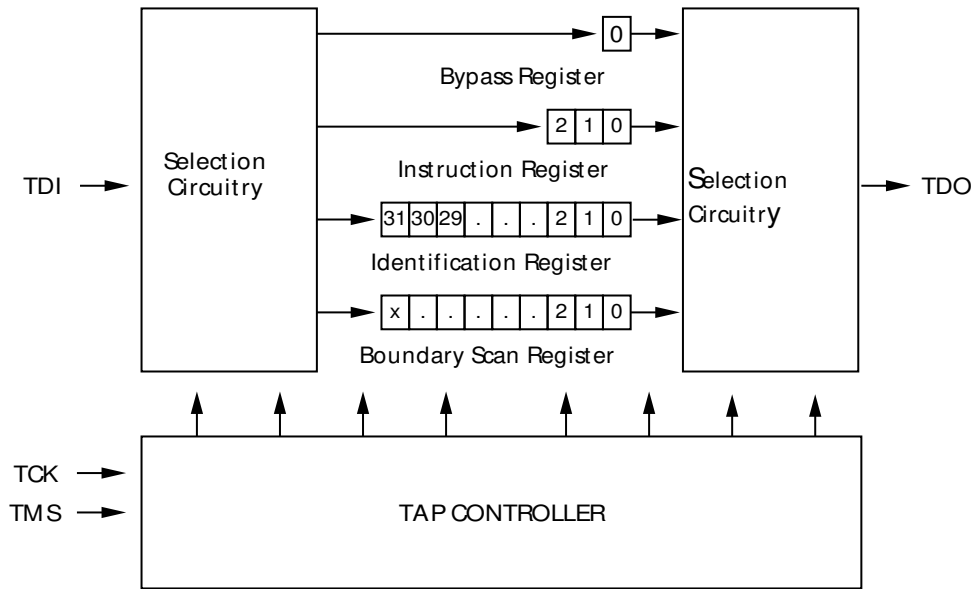 0
Bypass Register
2 1 0
Selection
Circuitry
Instruction Register
Selection
Circuitry
TDI
TDO
31 30 29 . . . 2 1 0
Identification Register
x . . . . . 2 1 0
Boundary Scan Register
TCK
TMS
TAP CONTROLLER